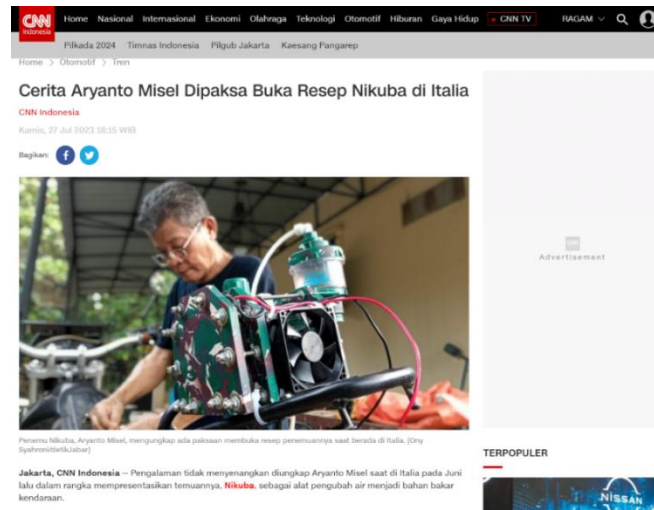 CNN
Indonesia
Home Nasional Internasional Ekonomi Olahraga Teknologi Otomotif Hiburan Gaya Hidup CNN TV RAGAM
Pilkada 2024 Timnas Indonesia Pilgub Jakarta Kaesang Pangarep
Home > Otomotif > Tren
Cerita Aryanto Misel Dipaksa Buka Resep Nikuba di Italia
CNN Indonesia
Kamis, 27 Jul 2023 18:15 WIB
Bagikan:
Advertisement
Penemu Nikuba, Aryanto Misel, mengungkap ada paksaan membuka resep penemuannya saat berada di Italia. (Ony
Syahroni/detikJabar)
Jakarta, CNN Indonesia -- Pengalaman tidak menyenangkan diungkap Aryanto Misel saat di Italia pada Juni
lalu dalam rangka mempresentasikan temuannya, Nikuba, sebagai alat pengubah air menjadi bahan bakar
kendaraan.
TERPOPULER
NISSAN